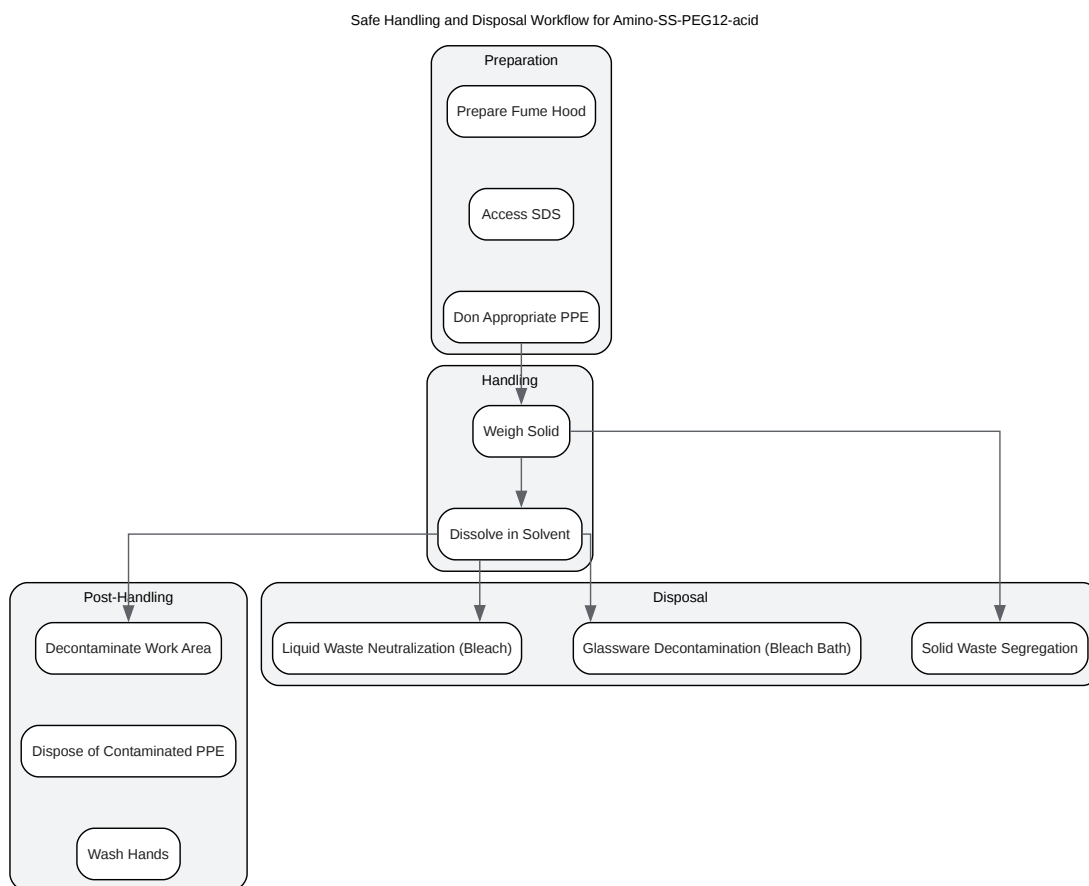 Safe Handling and Disposal Workflow for Amino-SS-PEG12-acid
Preparation
Prepare Fume Hood
Access SDS
Don Appropriate PPE
Handling
Weigh Solid
Dissolve in Solvent
Post-Handling
Decontaminate Work Area
Dispose of Contaminated PPE
Wash Hands
Disposal
Liquid Waste Neutralization (Bleach)
Glassware Decontamination (Bleach Bath)
Solid Waste Segregation